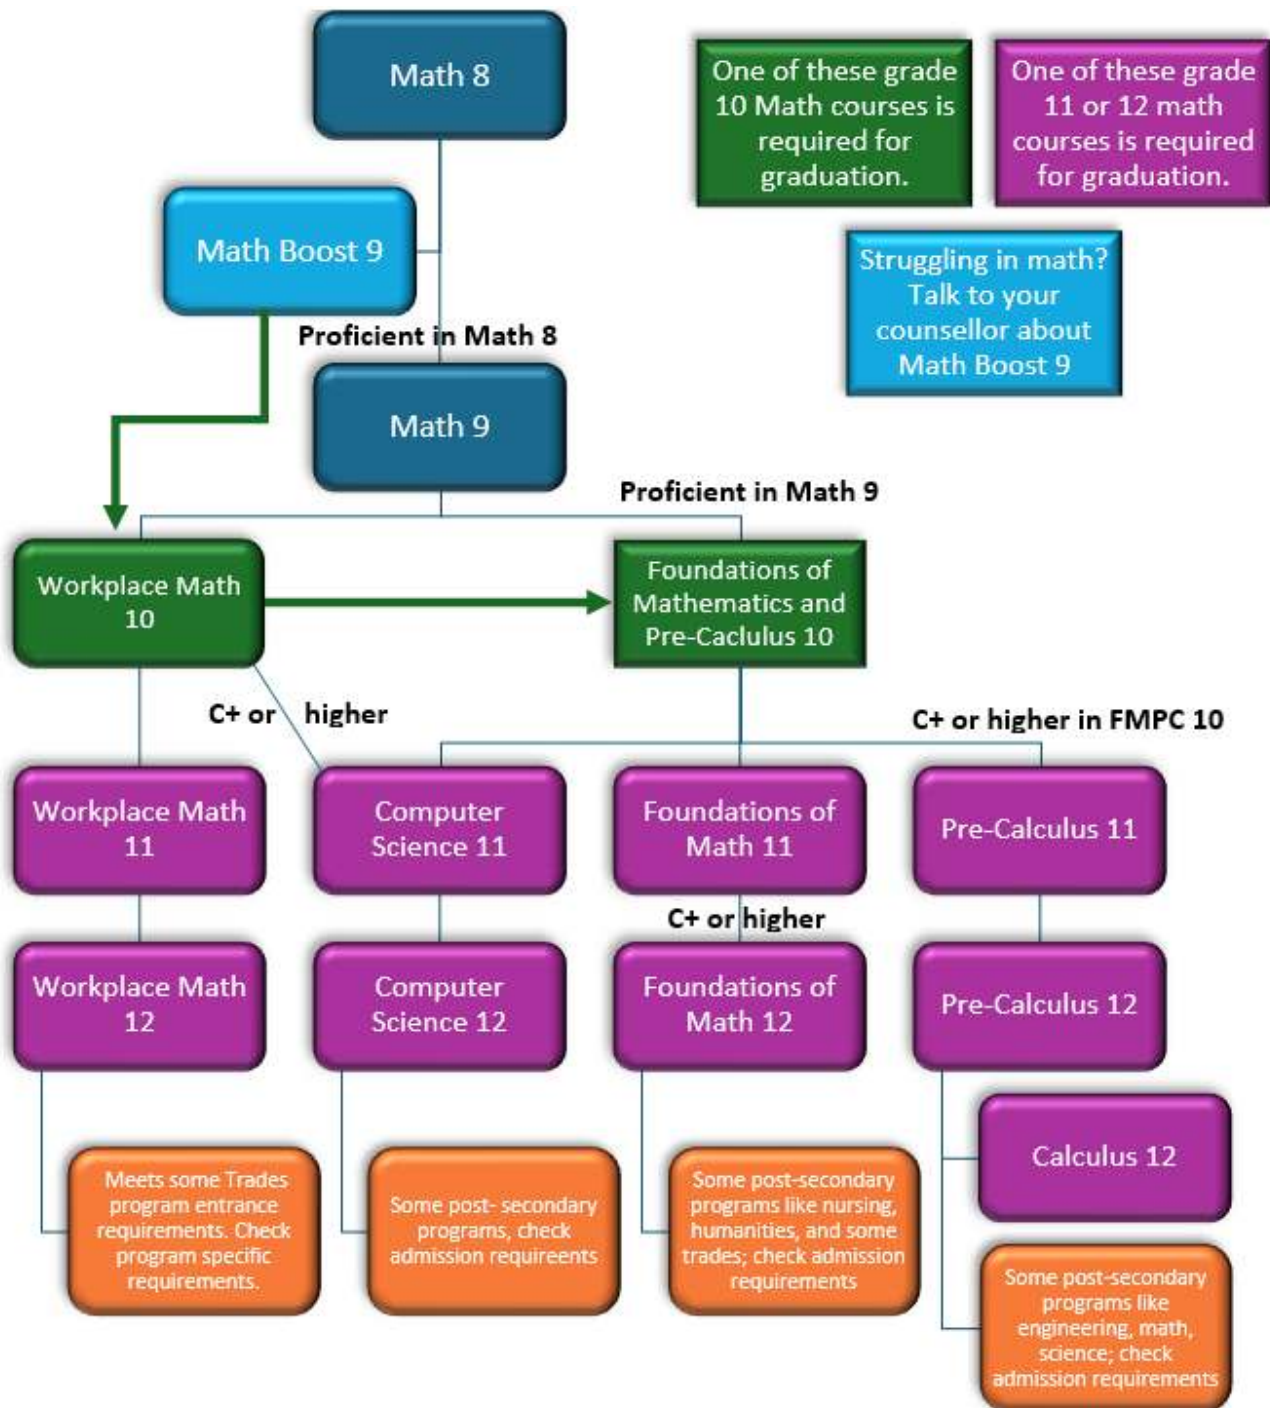 Math 8
One of these grade
10 Math courses is
required for
graduation.
One of these grade
11 or 12 math
courses is required
for graduation.
Math Boost 9
Struggling in math?
Talk to your
counsellor about
Math Boost 9
Proficient in Math 8
Math 9
Proficient in Math 9
Workplace Math
10
Foundations of
Mathematics and
Pre-Caclulus 10
C+ or higher
C+ or higher in FMPC 10
Workplace Math
11
Computer
Science 11
Foundations of
Math 11
Pre-Calculus 11
C+ or higher
Workplace Math
12
Computer
Science 12
Foundations of
Math 12
Pre-Calculus 12
Calculus 12
Meets some Trades
program entrance
requirements. Check
program specific
requirements.
Some post- secondary
programs, check
admission requireents
Some post-secondary
programs like nursing,
humanities, and some
trades; check admission
requirements
Some post-secondary
programs like
engineering, math,
science; check
admission requirements